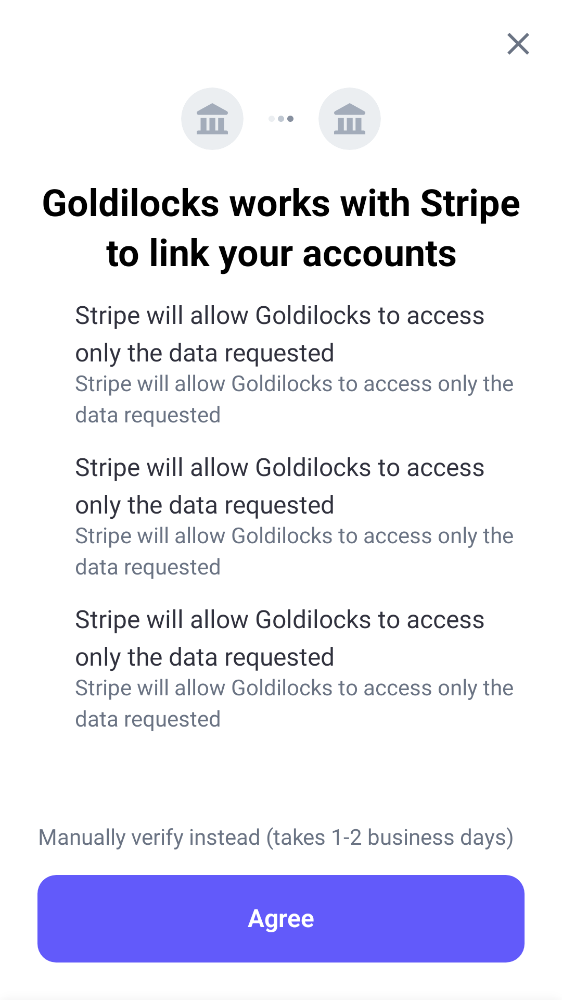 Goldilocks works with Stripe
to link your accounts
Stripe will allow Goldilocks to access
only the data requested
Stripe will allow Goldilocks to access only the
data requested
Stripe will allow Goldilocks to access
only the data requested
Stripe will allow Goldilocks to access only the
data requested
Stripe will allow Goldilocks to access
only the data requested
Stripe will allow Goldilocks to access only the
data requested
Manually verify instead (takes 1-2 business days)
Agree